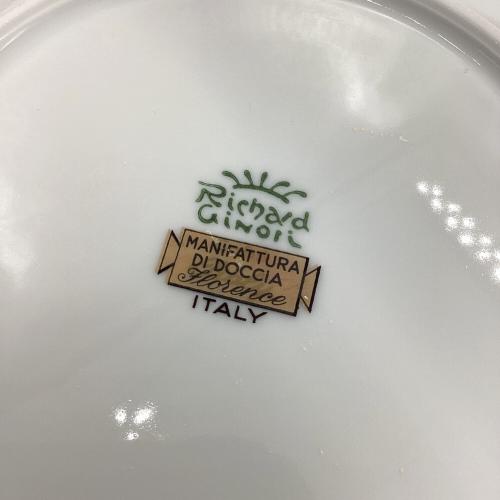 Richard
Ginori
MANIFATTURA
DI DOCCIA
Florence
ITALY